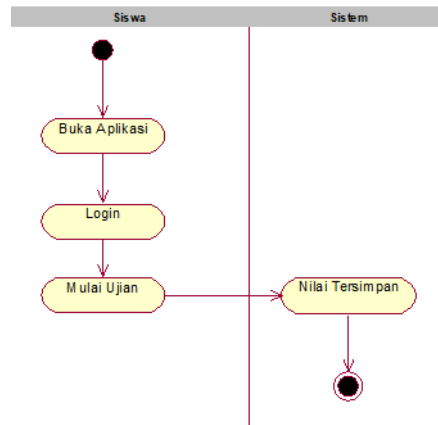 Siswa
Sistem
Buka Aplikasi
Login
Mulai Ujian
Nilai Tersimpan